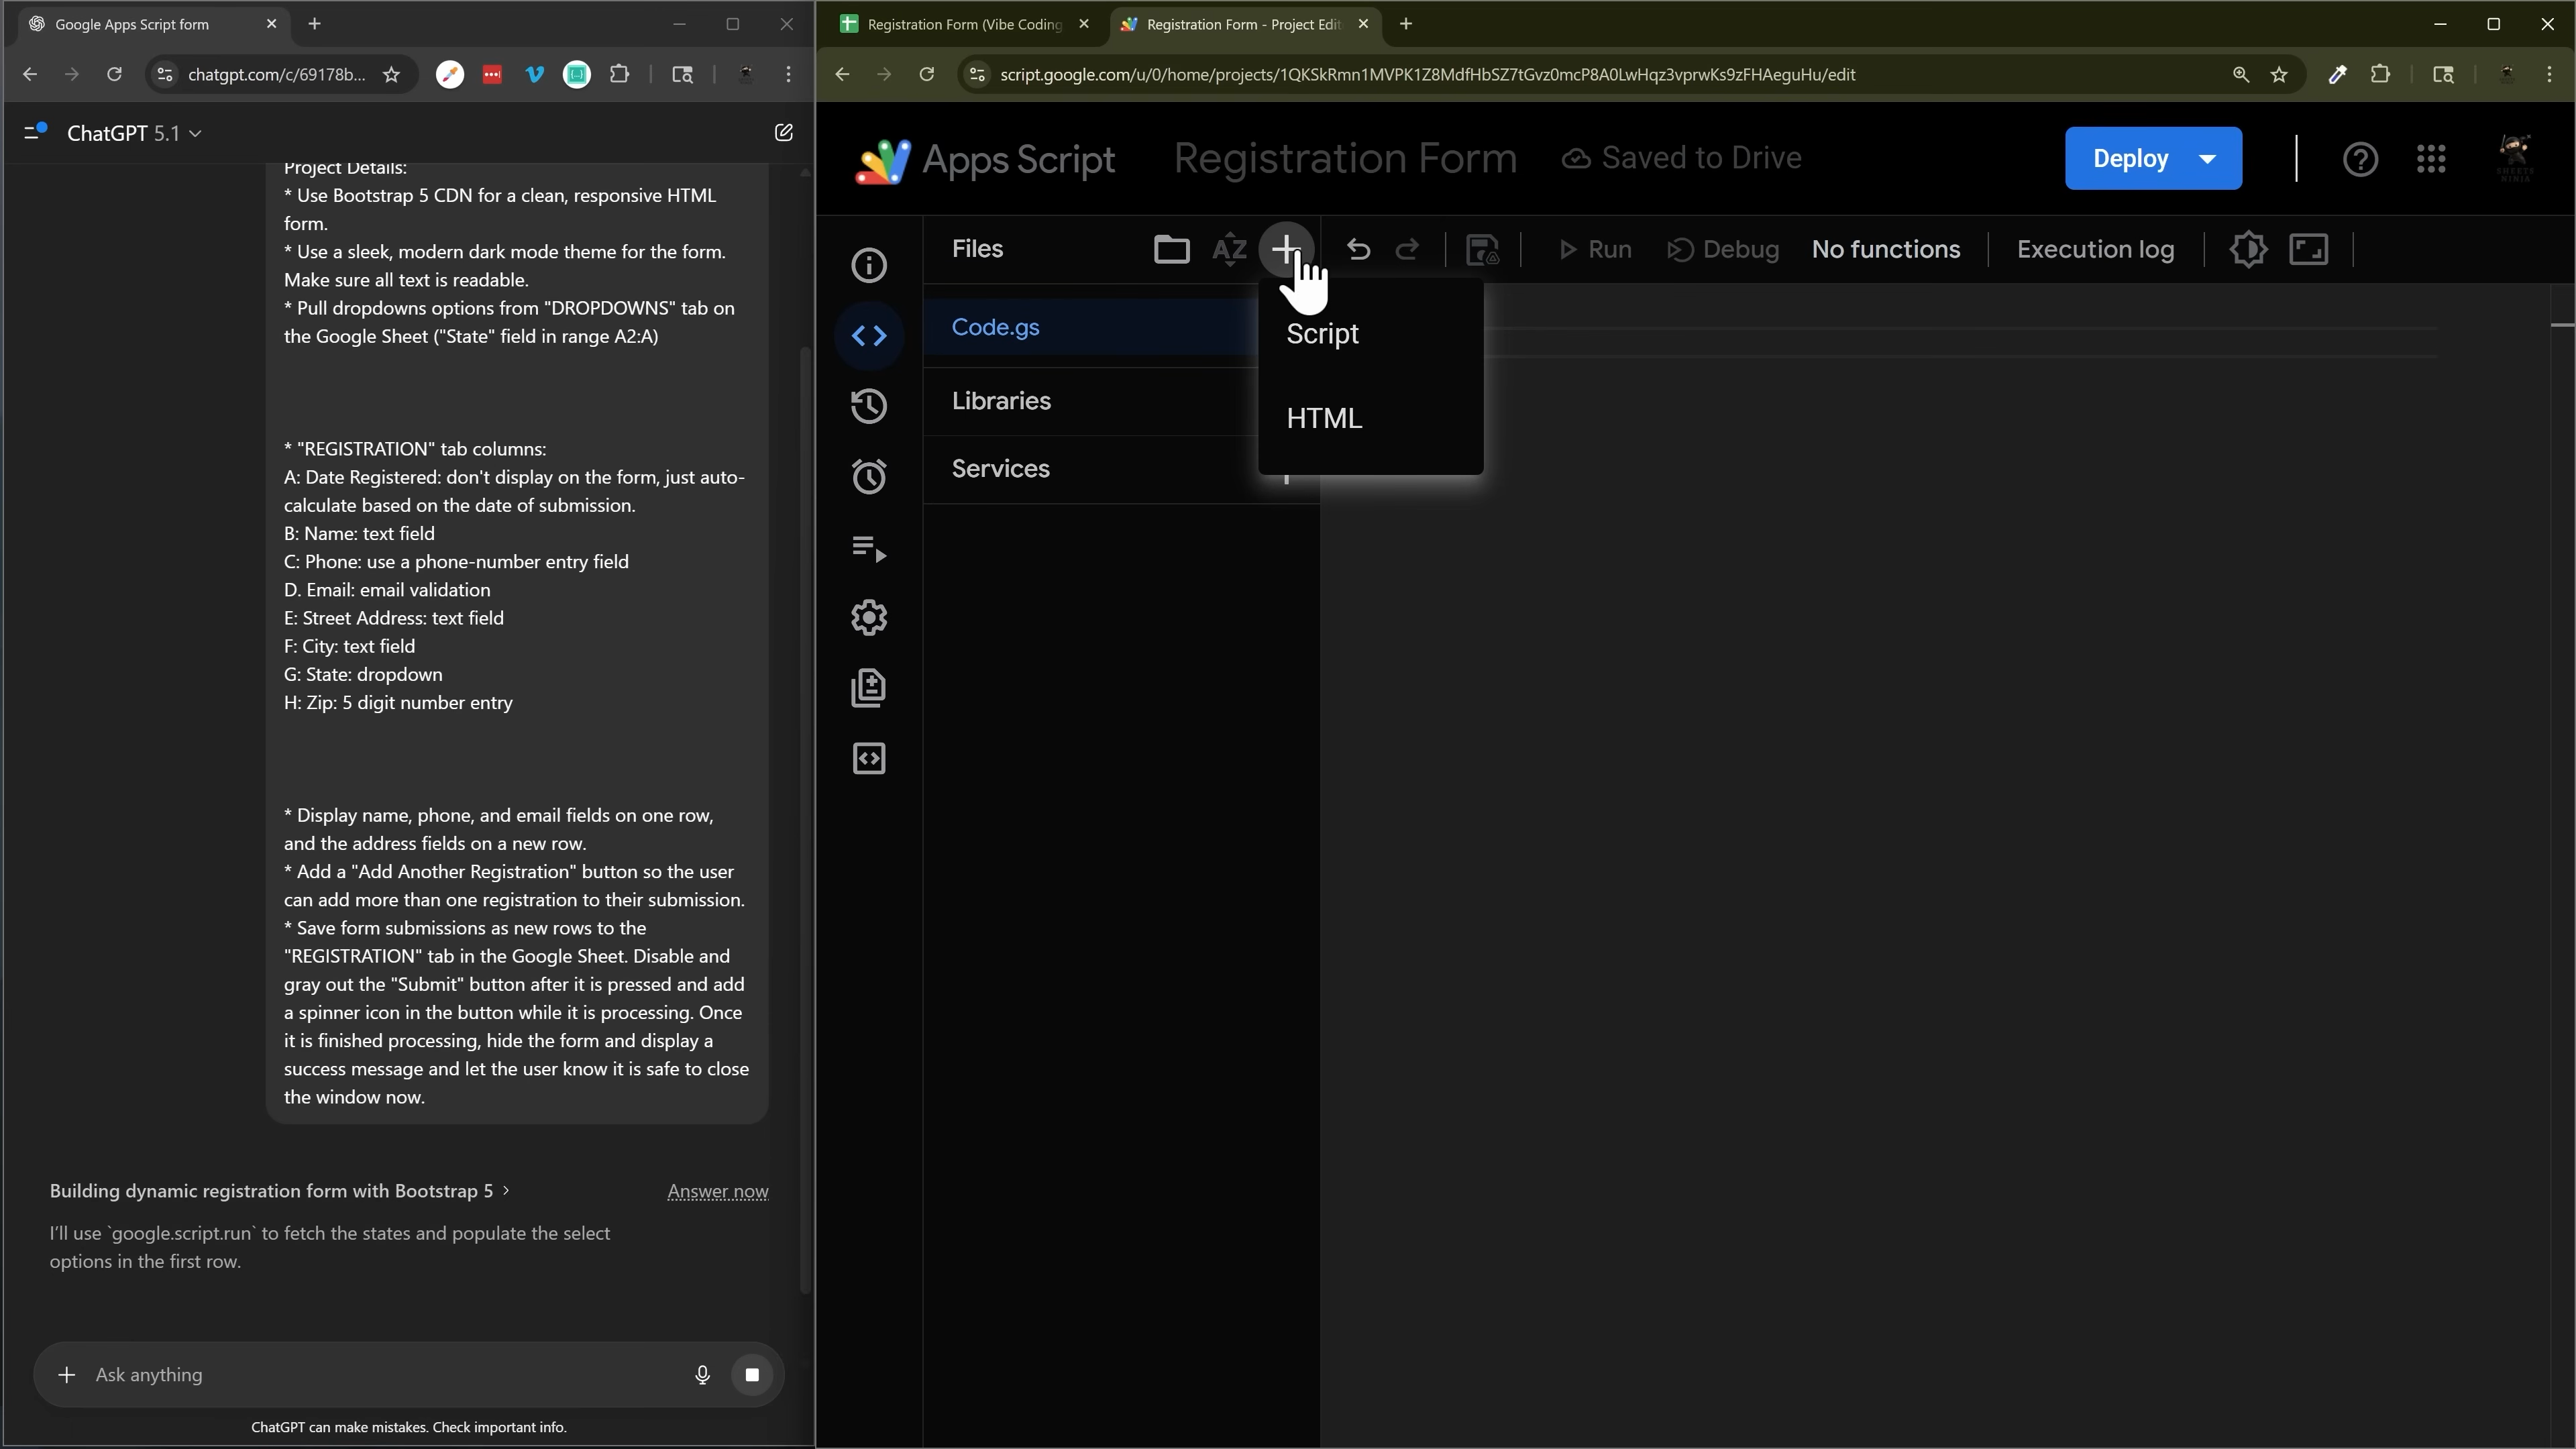 Google Apps Script form
chatgpt.com/c/69178b...
ChatGPT 5.1
Project Details:
* Use Bootstrap 5 CDN for a clean, responsive HTML
form.
* Use a sleek, modern dark mode theme for the form.
Make sure all text is readable.
* Pull dropdowns options from "DROPDOWNS" tab on
the Google Sheet ("State" field in range A2:A)
* "REGISTRATION" tab columns:
A: Date Registered: don't display on the form, just auto-
calculate based on the date of submission.
B: Name: text field
C: Phone: use a phone-number entry field
D. Email: email validation
E: Street Address: text field
F: City: text field
G: State: dropdown
H: Zip: 5 digit number entry
* Display name, phone, and email fields on one row,
and the address fields on a new row.
* Add a "Add Another Registration" button so the user
can add more than one registration to their submission.
* Save form submissions as new rows to the
"REGISTRATION" tab in the Google Sheet. Disable and
gray out the "Submit" button after it is pressed and add
a spinner icon in the button while it is processing. Once
it is finished processing, hide the form and display a
success message and let the user know it is safe to close
the window now.
Building dynamic registration form with Bootstrap 5 >
Answer now
I'll use `google.script.run` to fetch the states and populate the select
options in the first row.
Ask anything
ChatGPT can make mistakes. Check important info.
Registration Form (Vibe Coding
Registration Form - Project Edit
script.google.com/u/0/home/projects/1QKSkRmn1MVPK1Z8MdfHbSZ7tGvz0mcP8A0LwHqz3vprwKs9zFHAeguHu/edit
Apps Script
Registration Form
Saved to Drive
Deploy
SHEETS
NINJA
Files
AZ
Run
Debug
No functions
Execution log
Code.gs
Libraries
Services
Script
HTML